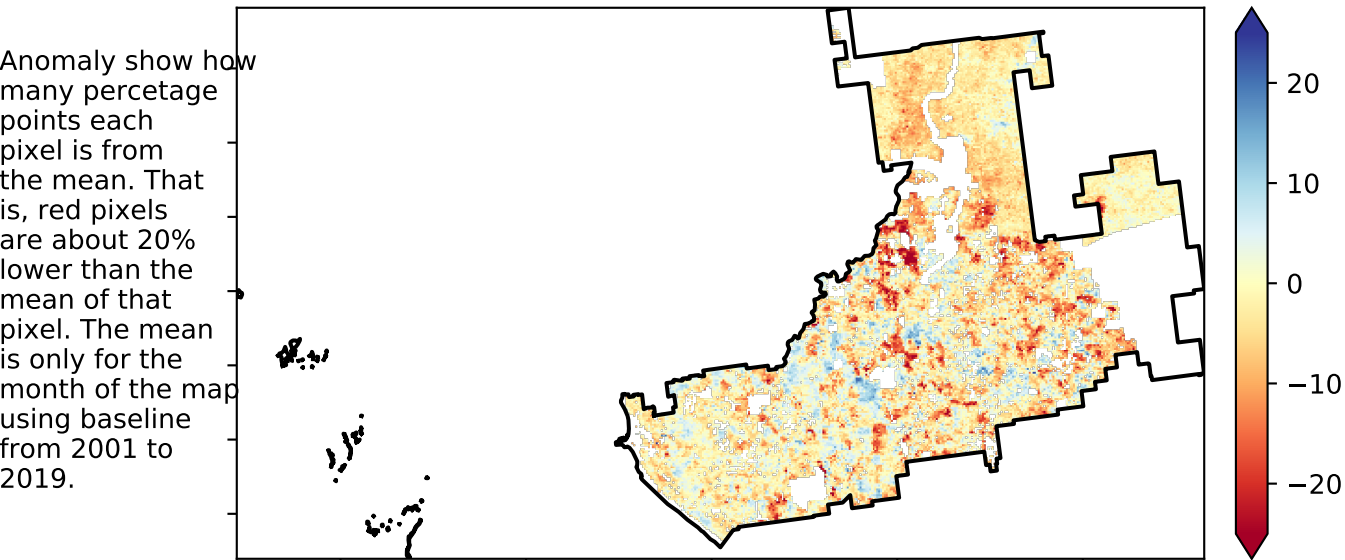 Anomaly show how
many percetage
points each
pixel is from
the mean. That
is, red pixels
are about 20%
lower than the
mean of that
pixel. The mean
is only for the
month of the map
using baseline
from 2001 to
2019.
20
10
0
−10
−20